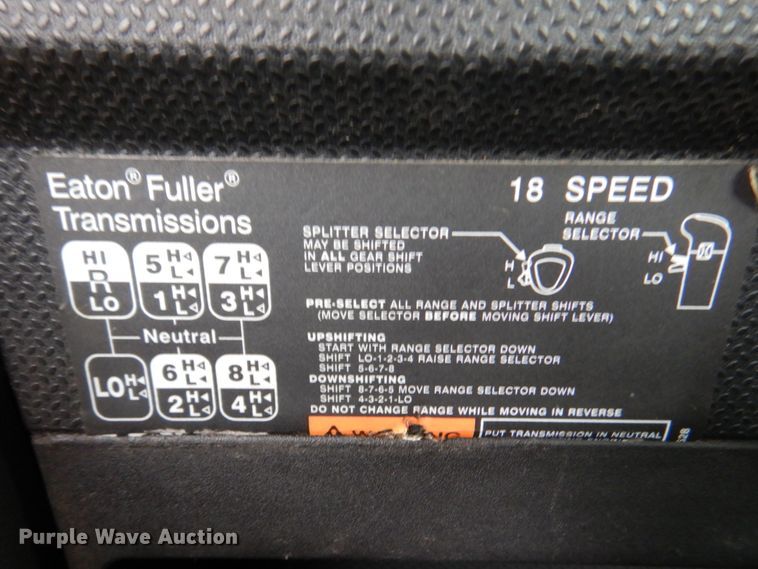 Eaton® Fuller®
Transmissions
18 SPEED
HI
R
LO
5 H L
1 H L
7 H L
3 H L
Neutral
LO H L
6 H L
2 H L
8 H L
4 H L
SPLITTER SELECTOR
MAY BE SHIFTED
IN ALL GEAR SHIFT
LEVER POSITIONS
H
L
RANGE
SELECTOR
HI
LO
PRE-SELECT ALL RANGE AND SPLITTER SHIFTS
(MOVE SELECTOR BEFORE MOVING SHIFT LEVER)
UPSHIFTING
START WITH RANGE SELECTOR DOWN
SHIFT LO-1-2-3-4 RAISE RANGE SELECTOR
SHIFT 5-6-7-8
DOWNSHIFTING
SHIFT 8-7-6-5 MOVE RANGE SELECTOR DOWN
SHIFT 4-3-2-1-LO
DO NOT CHANGE RANGE WHILE MOVING IN REVERSE
WARNING
PUT TRANSMISSION IN NEUTRAL
Purple Wave Auction